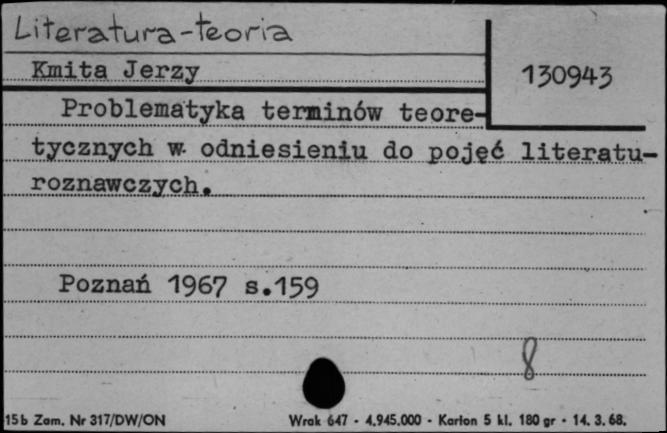 Literatura-teoria
Kmita Jerzy
130943
Problematyka terminów teore-
tycznych w odniesieniu do pojęć literatu-
roznawczych.
Poznań 1967 s.159
8
15b Zam. Nr 317/DW/ON
Wrak 647 - 4.945.000 - Karton 5 kl. 180 gr - 14. 3. 68.